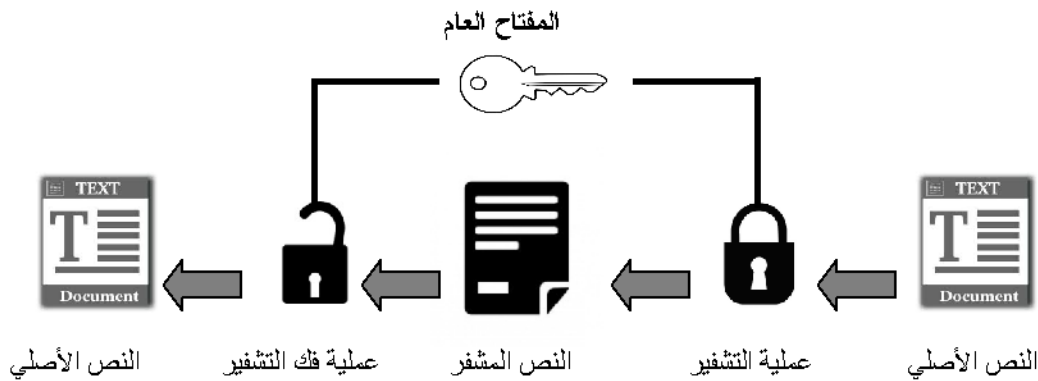 المفتاح العام
TEXT
Document
TEXT
Document
النص الأصلي
عملية التشفير
النص المشفر
عملية فك التشفير
النص الأصلي